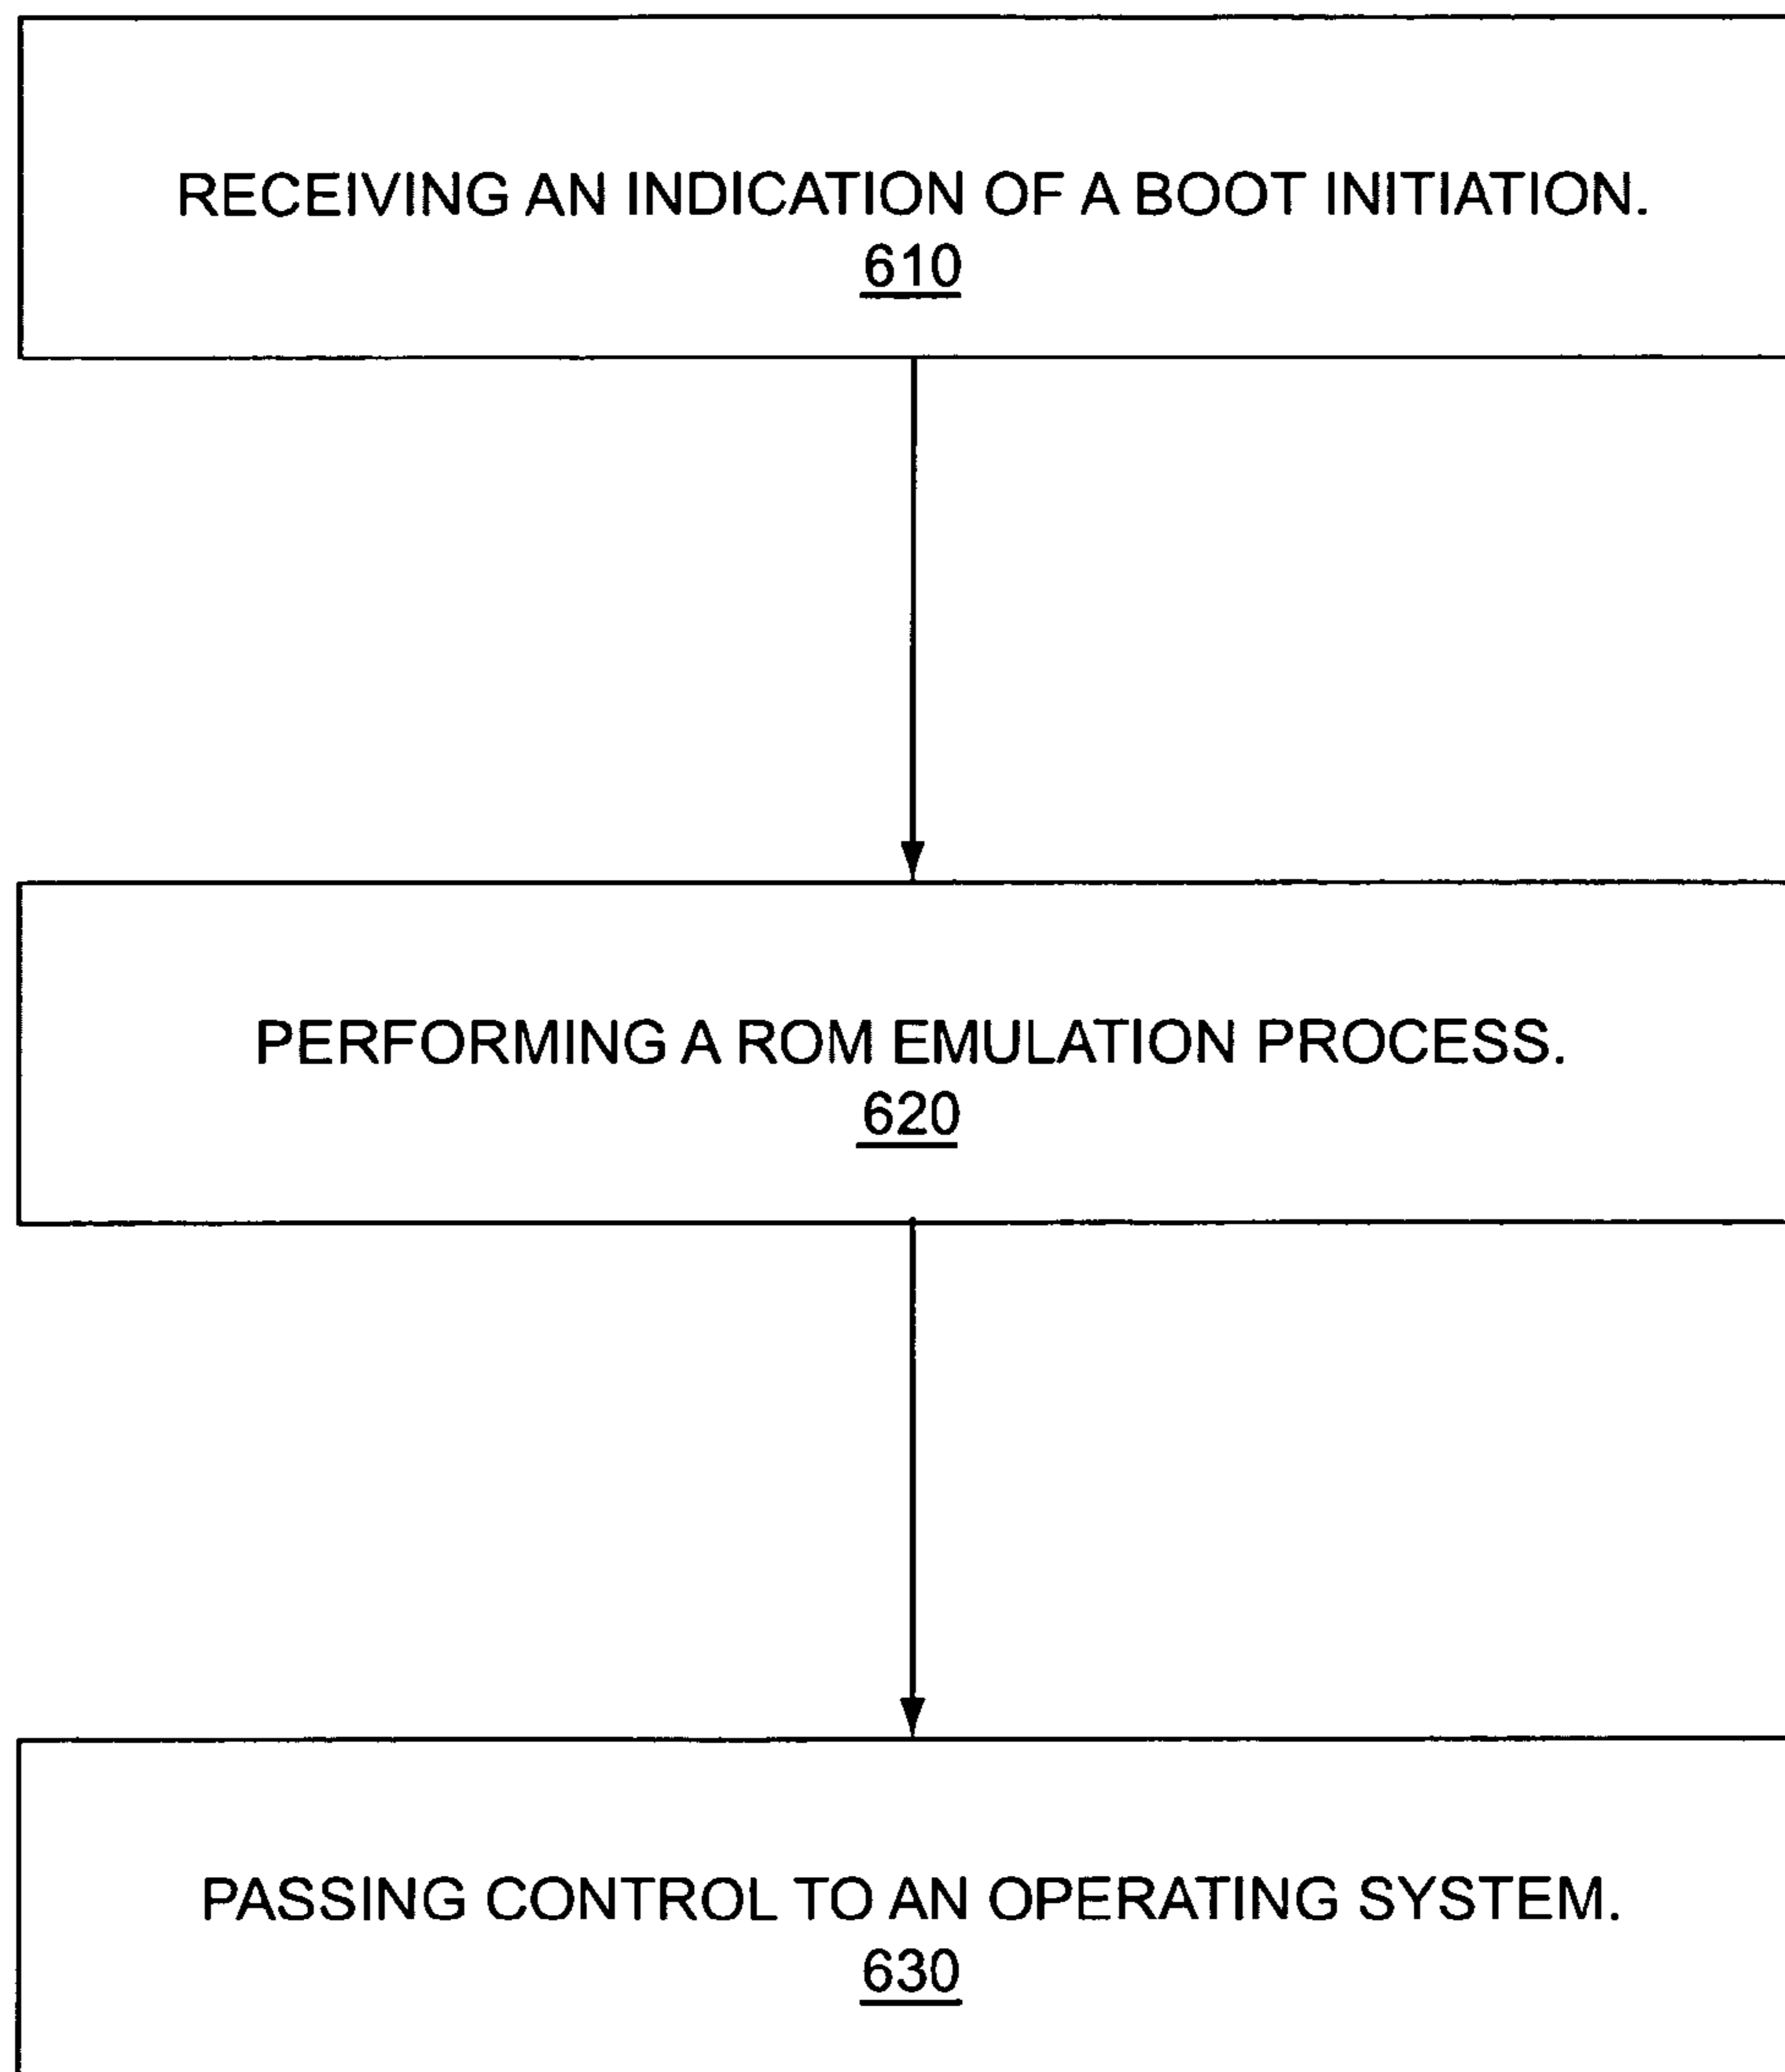 RECEIVING AN INDICATION OF A BOOT INITIATION.
610
PERFORMING A ROM EMULATION PROCESS.
620
PASSING CONTROL TO AN OPERATING SYSTEM.
630